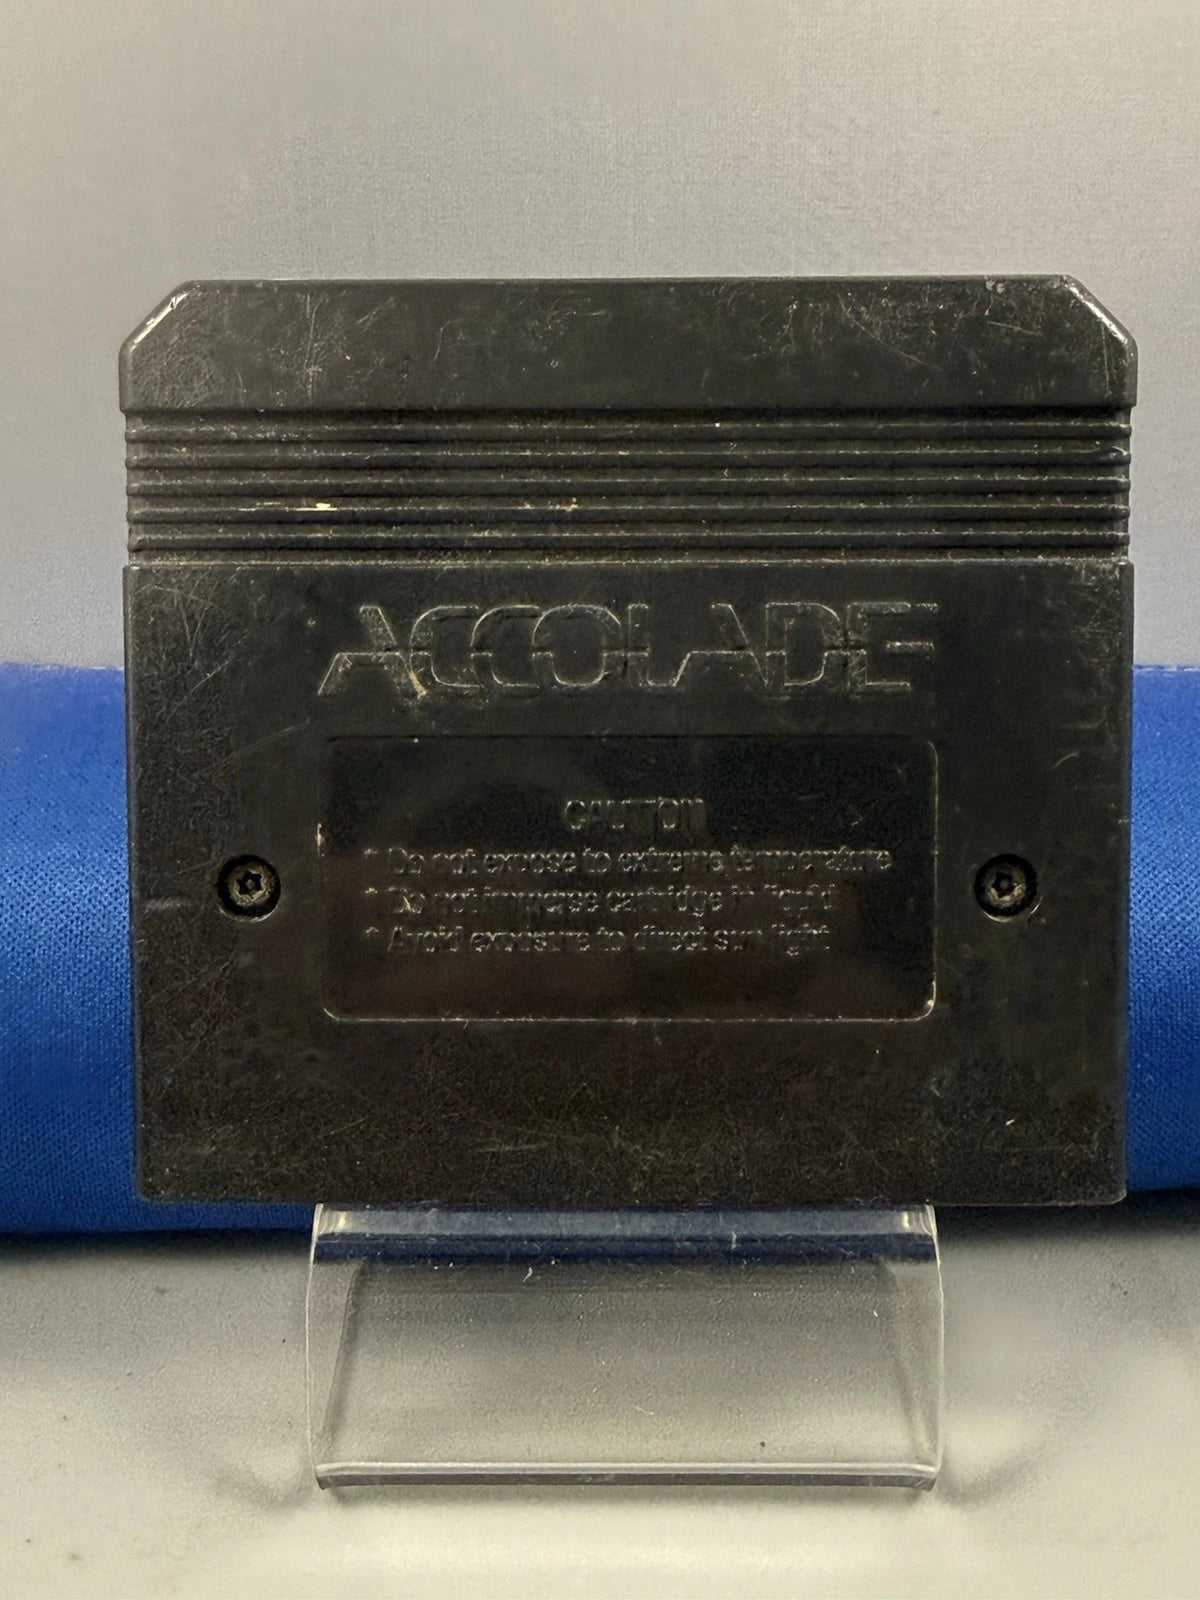 ACCOLADE™
CAUTION
* Do not expose to extreme temperature
* Do not immerse cartridge in liquid
* Avoid exposure to direct sun light